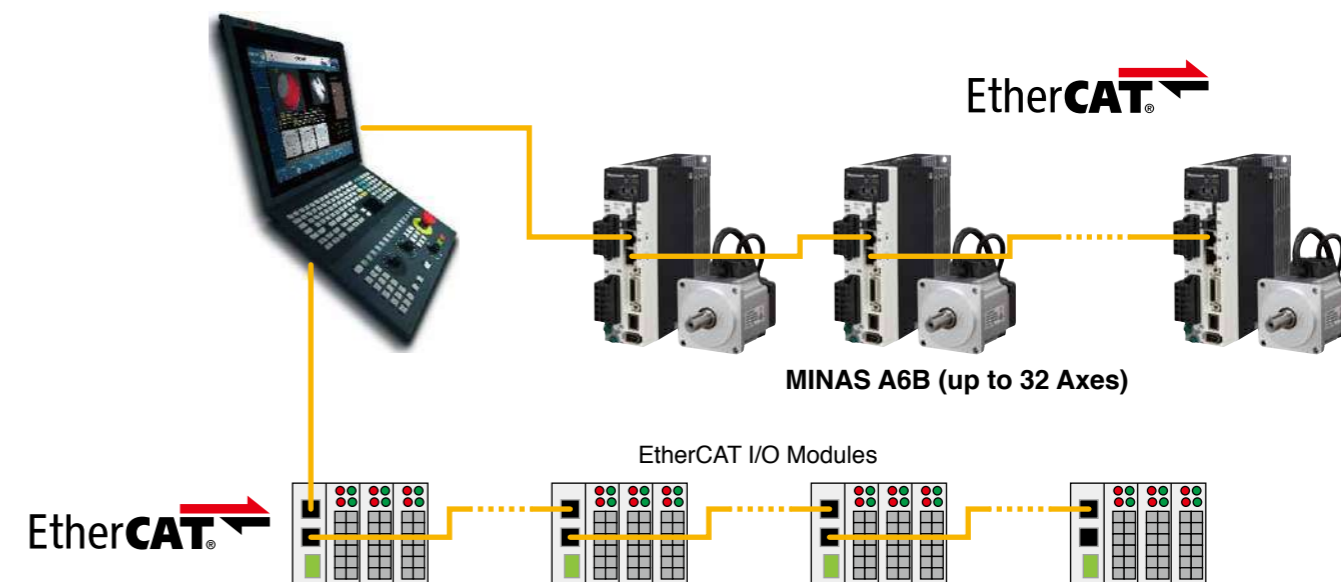 EtherCAT®
MINAS A6B (up to 32 Axes)
EtherCAT I/O Modules
EtherCAT®